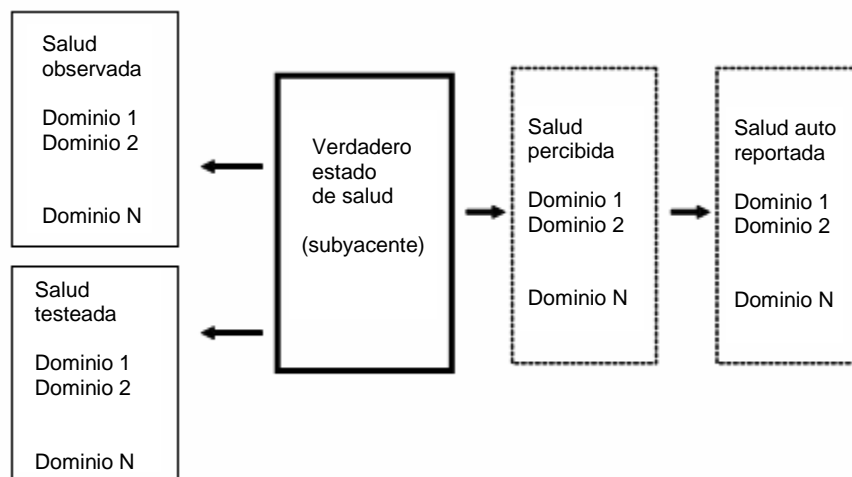 Salud
observada
Dominio 1
Dominio 2
Dominio N
Salud
testeada
Dominio 1
Dominio 2
Dominio N
Verdadero
estado
de salud
(subyacente)
Salud
percibida
Dominio 1
Dominio 2
Dominio N
Salud auto
reportada
Dominio 1
Dominio 2
Dominio N